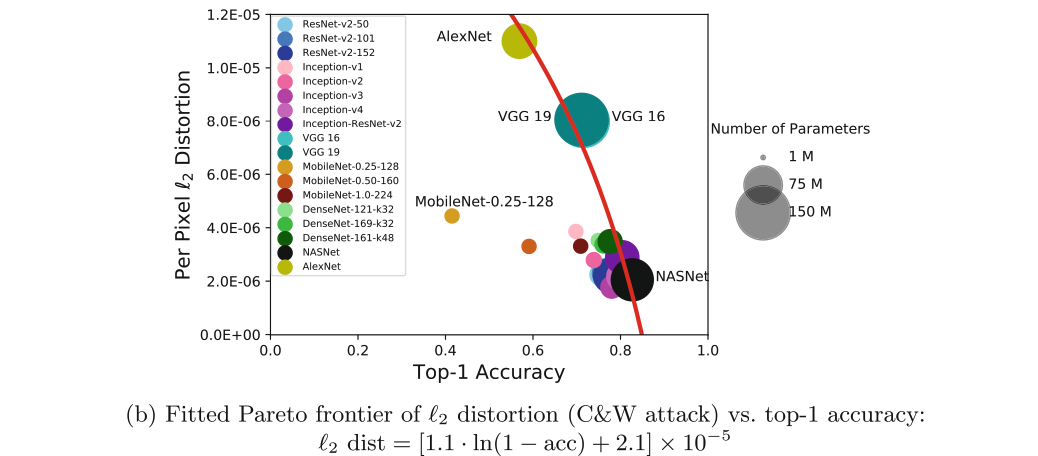 1.2E-05
1.0E-05
8.0E-06
6.0E-06
4.0E-06
2.0E-06
0.0E+00
Per Pixel ℓ2 Distortion
ResNet-v2-50
ResNet-v2-101
ResNet-v2-152
Inception-v1
Inception-v2
Inception-v3
Inception-v4
Inception-ResNet-v2
VGG 16
VGG 19
MobileNet-0.25-128
MobileNet-0.50-160
MobileNet-1.0-224
DenseNet-121-k32
DenseNet-169-k32
DenseNet-161-k48
NASNet
AlexNet
AlexNet
VGG 19 VGG 16
MobileNet-0.25-128
NASNet
0.0 0.2 0.4 0.6 0.8 1.0
Top-1 Accuracy
Number of Parameters
1 M
75 M
150 M
(b) Fitted Pareto frontier of ℓ2 distortion (C&W attack) vs. top-1 accuracy:
ℓ2 dist = [1.1 · ln(1 − acc) + 2.1] × 10⁻⁵